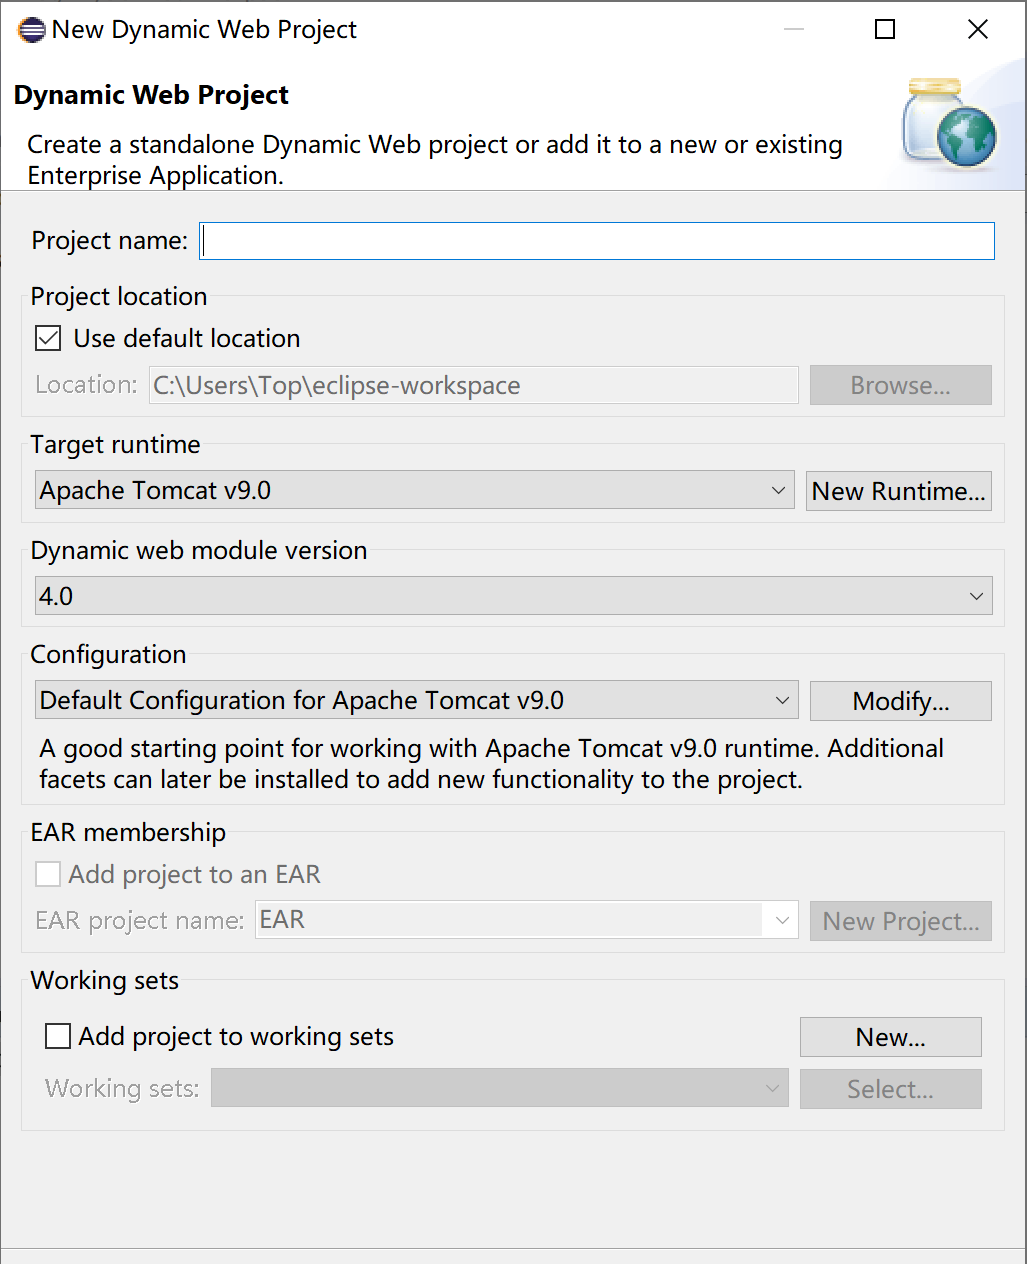 New Dynamic Web Project
Dynamic Web Project
Create a standalone Dynamic Web project or add it to a new or existing
Enterprise Application.
Project name:
Project location
Use default location
Location: C:\Users\Top\eclipse-workspace Browse...
Target runtime
Apache Tomcat v9.0 New Runtime...
Dynamic web module version
4.0
Configuration
Default Configuration for Apache Tomcat v9.0 Modify...
A good starting point for working with Apache Tomcat v9.0 runtime. Additional
facets can later be installed to add new functionality to the project.
EAR membership
Add project to an EAR
EAR project name: EAR New Project...
Working sets
Add project to working sets New...
Working sets: Select...